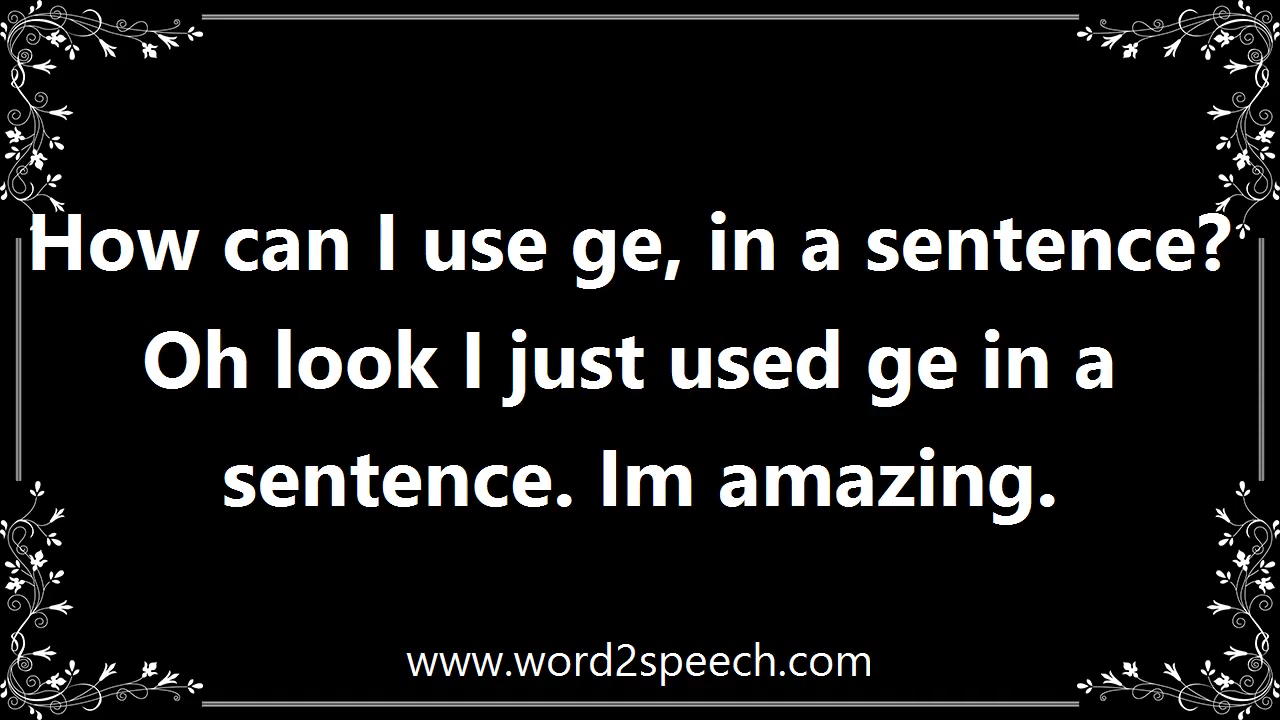 How can I use ge, in a sentence?
Oh look I just used ge in a
sentence. Im amazing.
www.word2speech.com